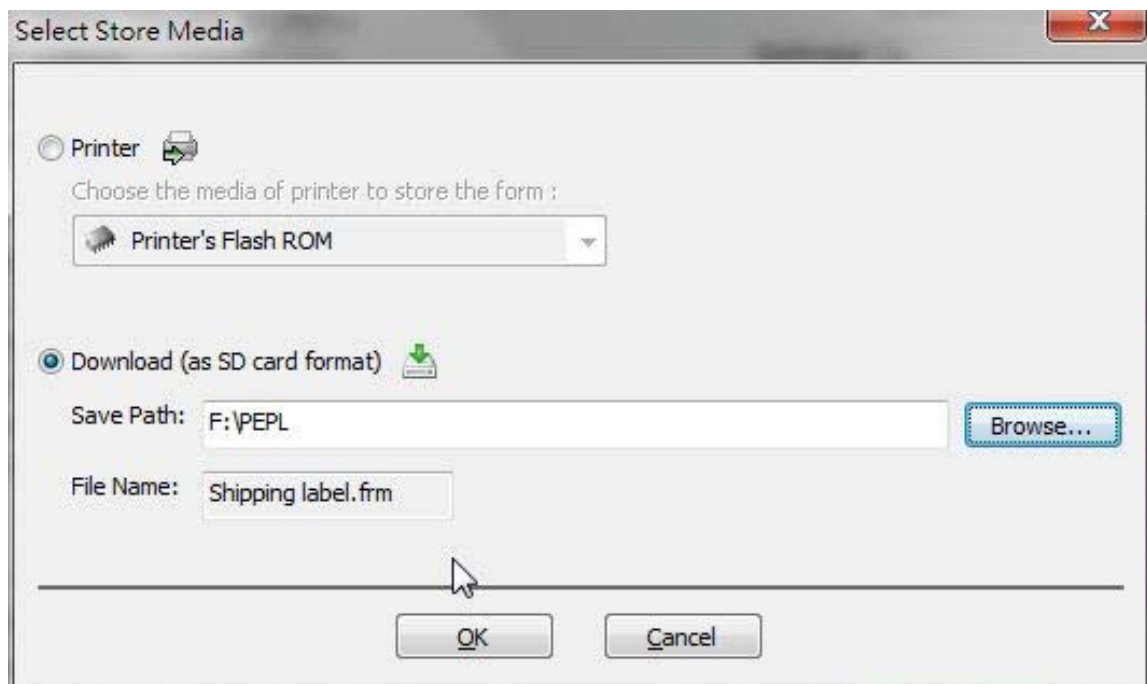 Select Store Media
Printer
Choose the media of printer to store the form :
Printer's Flash ROM
Download (as SD card format)
Save Path: F:\PEPL Browse...
File Name: Shipping label.frm
OK Cancel